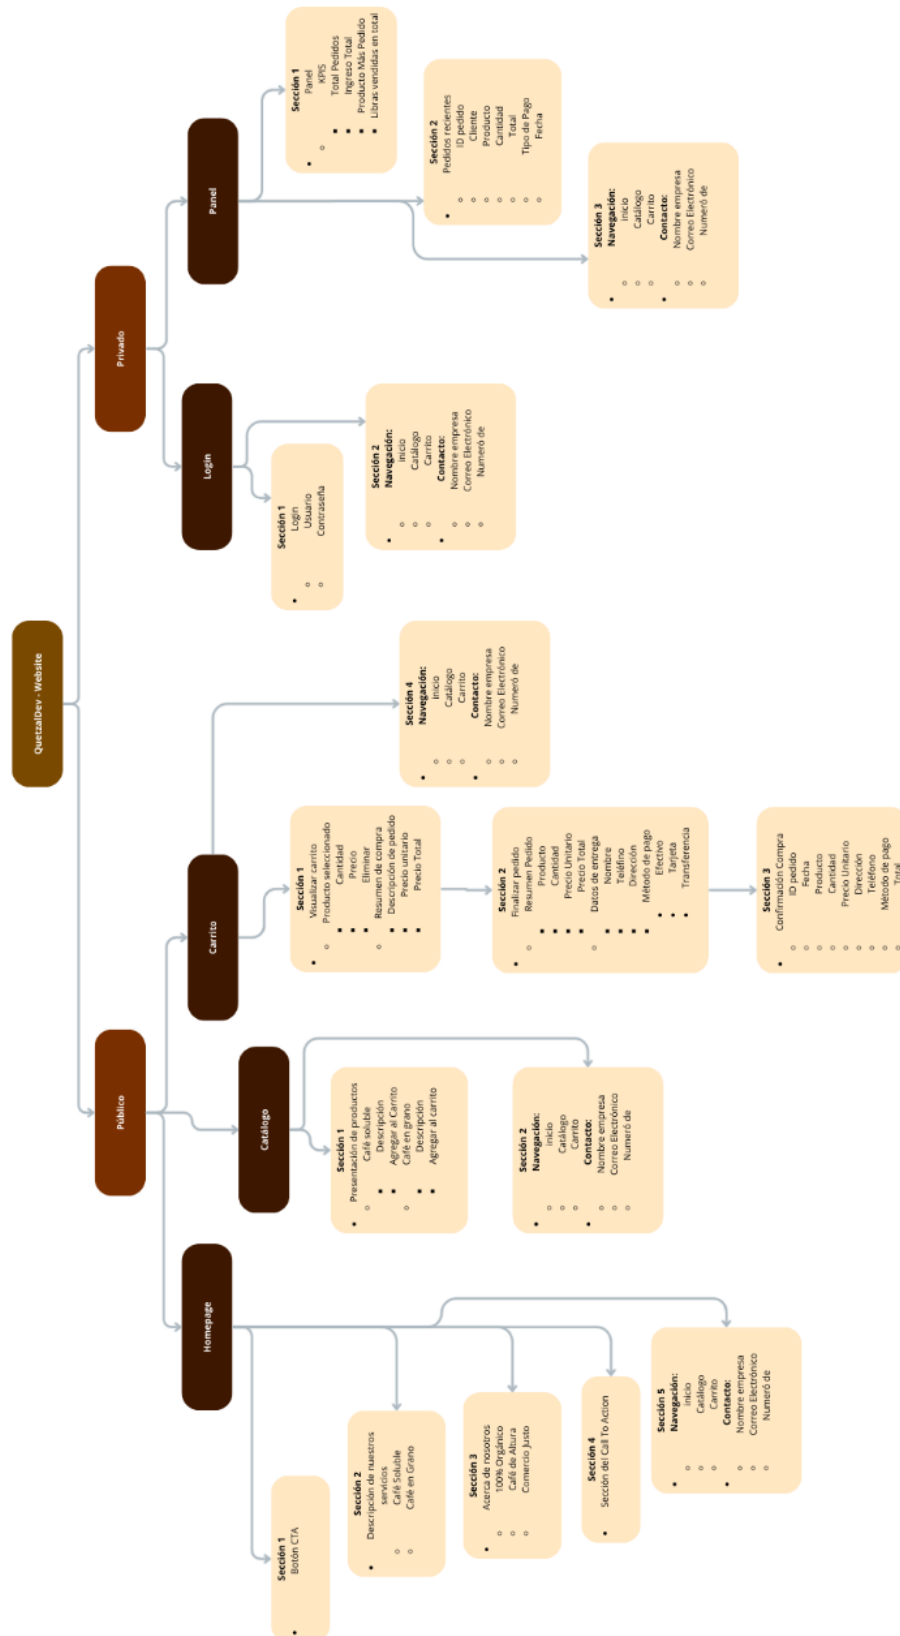 QuetzalDev - Website
Público
Privado
Homepage
Catálogo
Carrito
Login
Panel
Sección 1
Botón CTA
Sección 2
Descripción de nuestros
servicios
Café Soluble
Café en Grano
Sección 3
Acerca de nosotros
100% Orgánico
Café de Altura
Comercio Justo
Sección 4
Sección del Call To Action
Sección 5
Navegación:
inicio
Catálogo
Carrito
Contacto:
Nombre empresa
Correo Electrónico
Numeró de
Sección 1
Presentación de productos
Café soluble
Descripción
Agregar al Carrito
Café en grano
Descripción
Agregar al carrito
Sección 2
Navegación:
inicio
Catálogo
Carrito
Contacto:
Nombre empresa
Correo Electrónico
Numeró de
Sección 1
Visualizar carrito
Producto seleccionado
Cantidad
Precio
Eliminar
Resumen de compra
Descripción de pedido
Precio unitario
Precio Total
Sección 2
Finalizar pedido
Resumen Pedido
Producto
Cantidad
Precio Unitario
Precio Total
Datos de entrega
Nombre
Teléfino
Dirección
Método de pago
Efectivo
Tarjeta
Transferencia
Sección 3
Confirmación Compra
ID pedido
Fecha
Producto
Cantidad
Precio Unitario
Dirección
Teléfono
Método de pago
Total
Sección 4
Navegación:
inicio
Catálogo
Carrito
Contacto:
Nombre empresa
Correo Electrónico
Numeró de
Sección 1
Login
Usuario
Contraseña
Sección 2
Navegación:
inicio
Catálogo
Carrito
Contacto:
Nombre empresa
Correo Electrónico
Numeró de
Sección 1
Panel
KPIS
Total Pedidos
Ingreso Total
Producto Más Pedido
Libras vendidas en total
Sección 2
Pedidos recientes
ID pedido
Cliente
Producto
Cantidad
Total
Tipo de Pago
Fecha
Sección 3
Navegación:
inicio
Catálogo
Carrito
Contacto:
Nombre empresa
Correo Electrónico
Numeró de